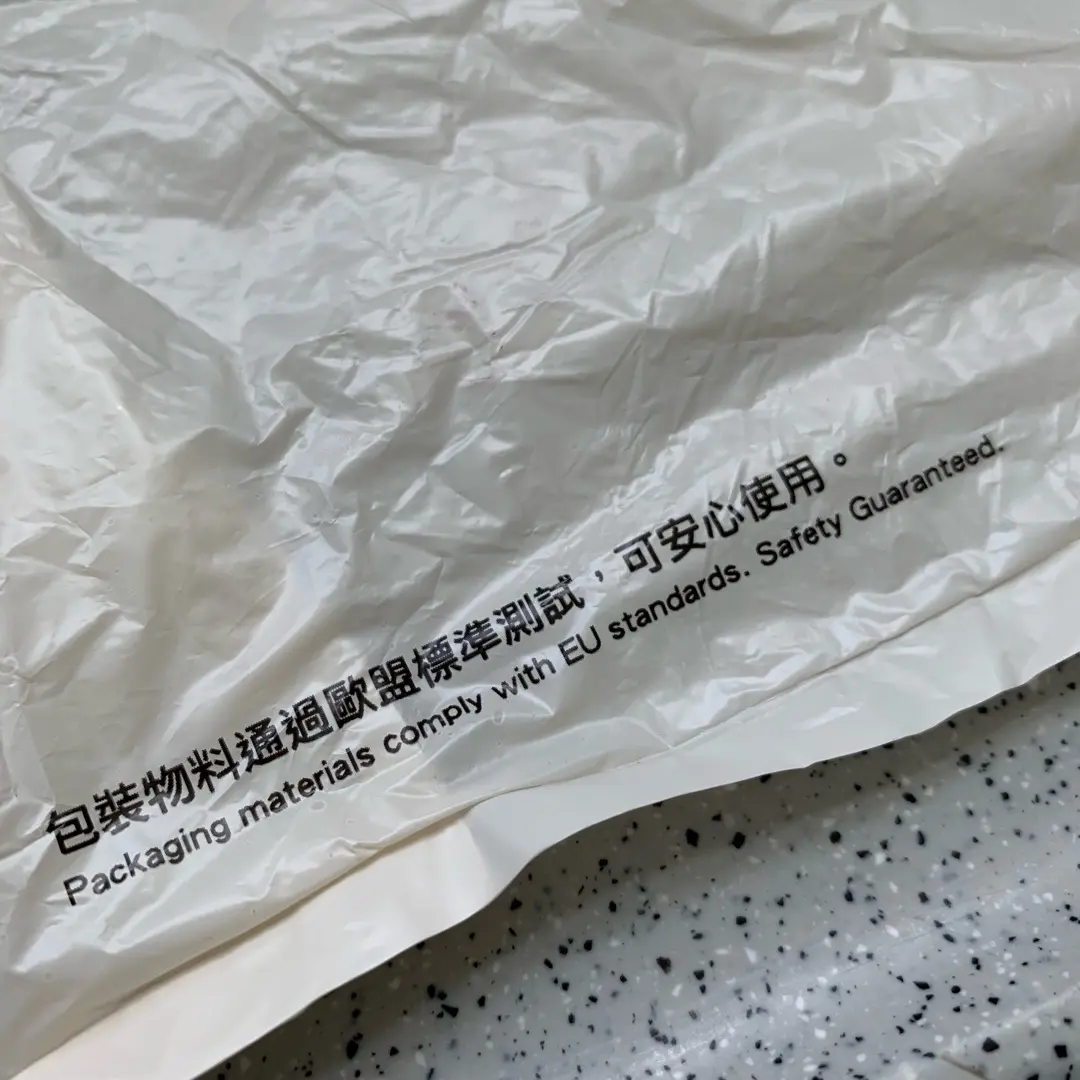 包裝物料通過歐盟標準測試，可安心使用。
Packaging materials comply with EU standards. Safety Guaranteed.